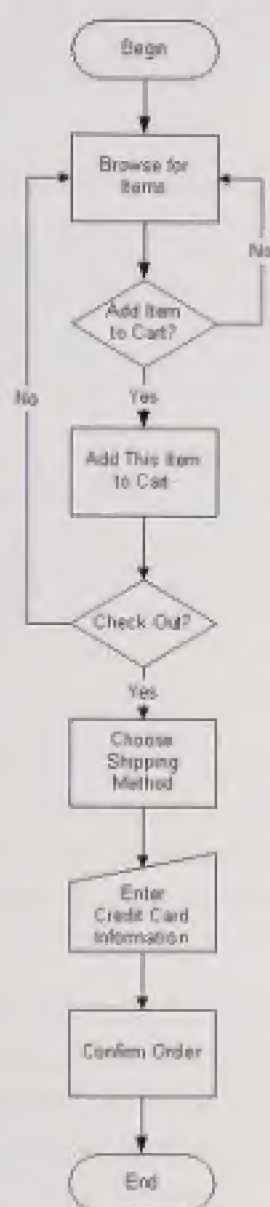 Begin
Browse for
Items
No
Add Item
to Cart?
No
Yes
Add This Item
to Cart
Check Out?
Yes
Choose
Shipping
Method
Enter
Credit Card
Information
Confirm Order
End